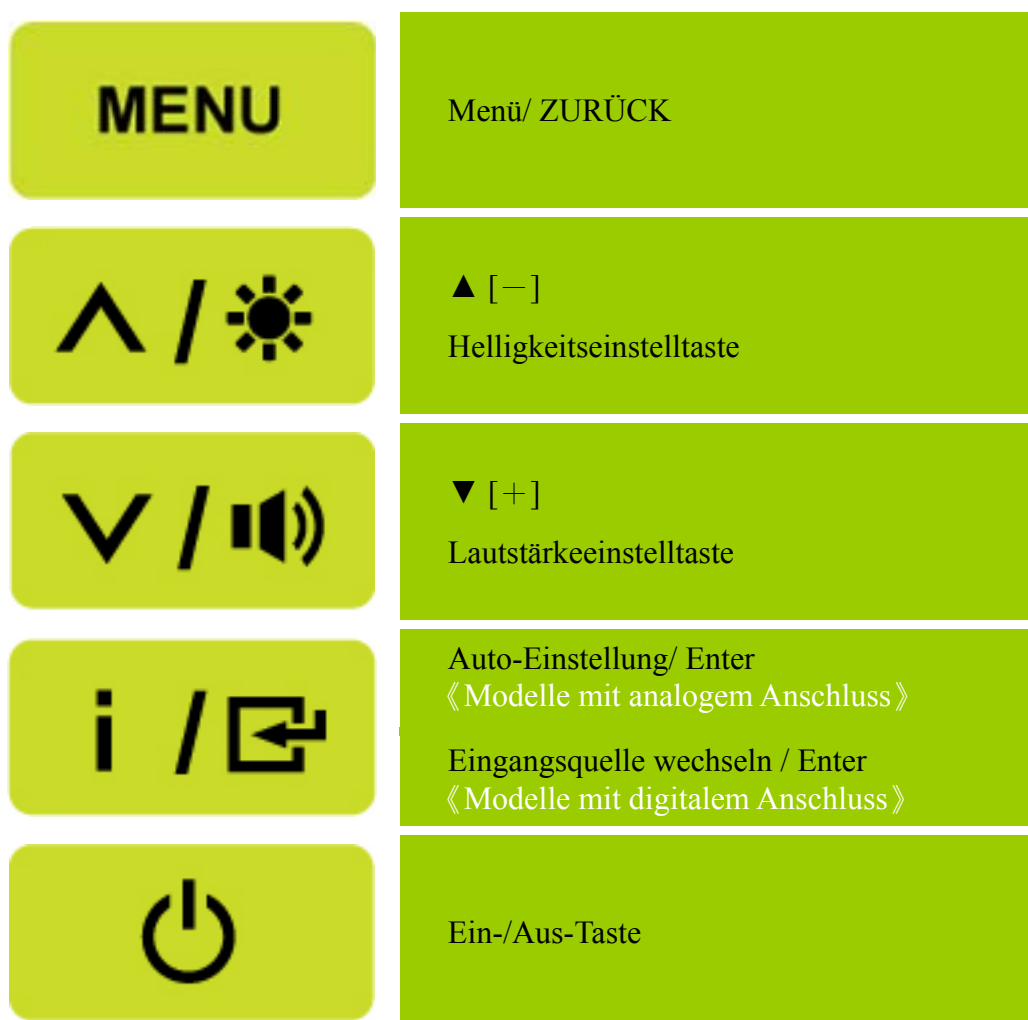 MENU
Menü/ ZURÜCK
∧ /
▲ [－]
Helligkeitseinstelltaste
∨ /
▼ [＋]
Lautstärkeeinstelltaste
i /
Auto-Einstellung/ Enter
《Modelle mit analogem Anschluss》
Eingangsquelle wechseln / Enter
《Modelle mit digitalem Anschluss》
Ein-/Aus-Taste